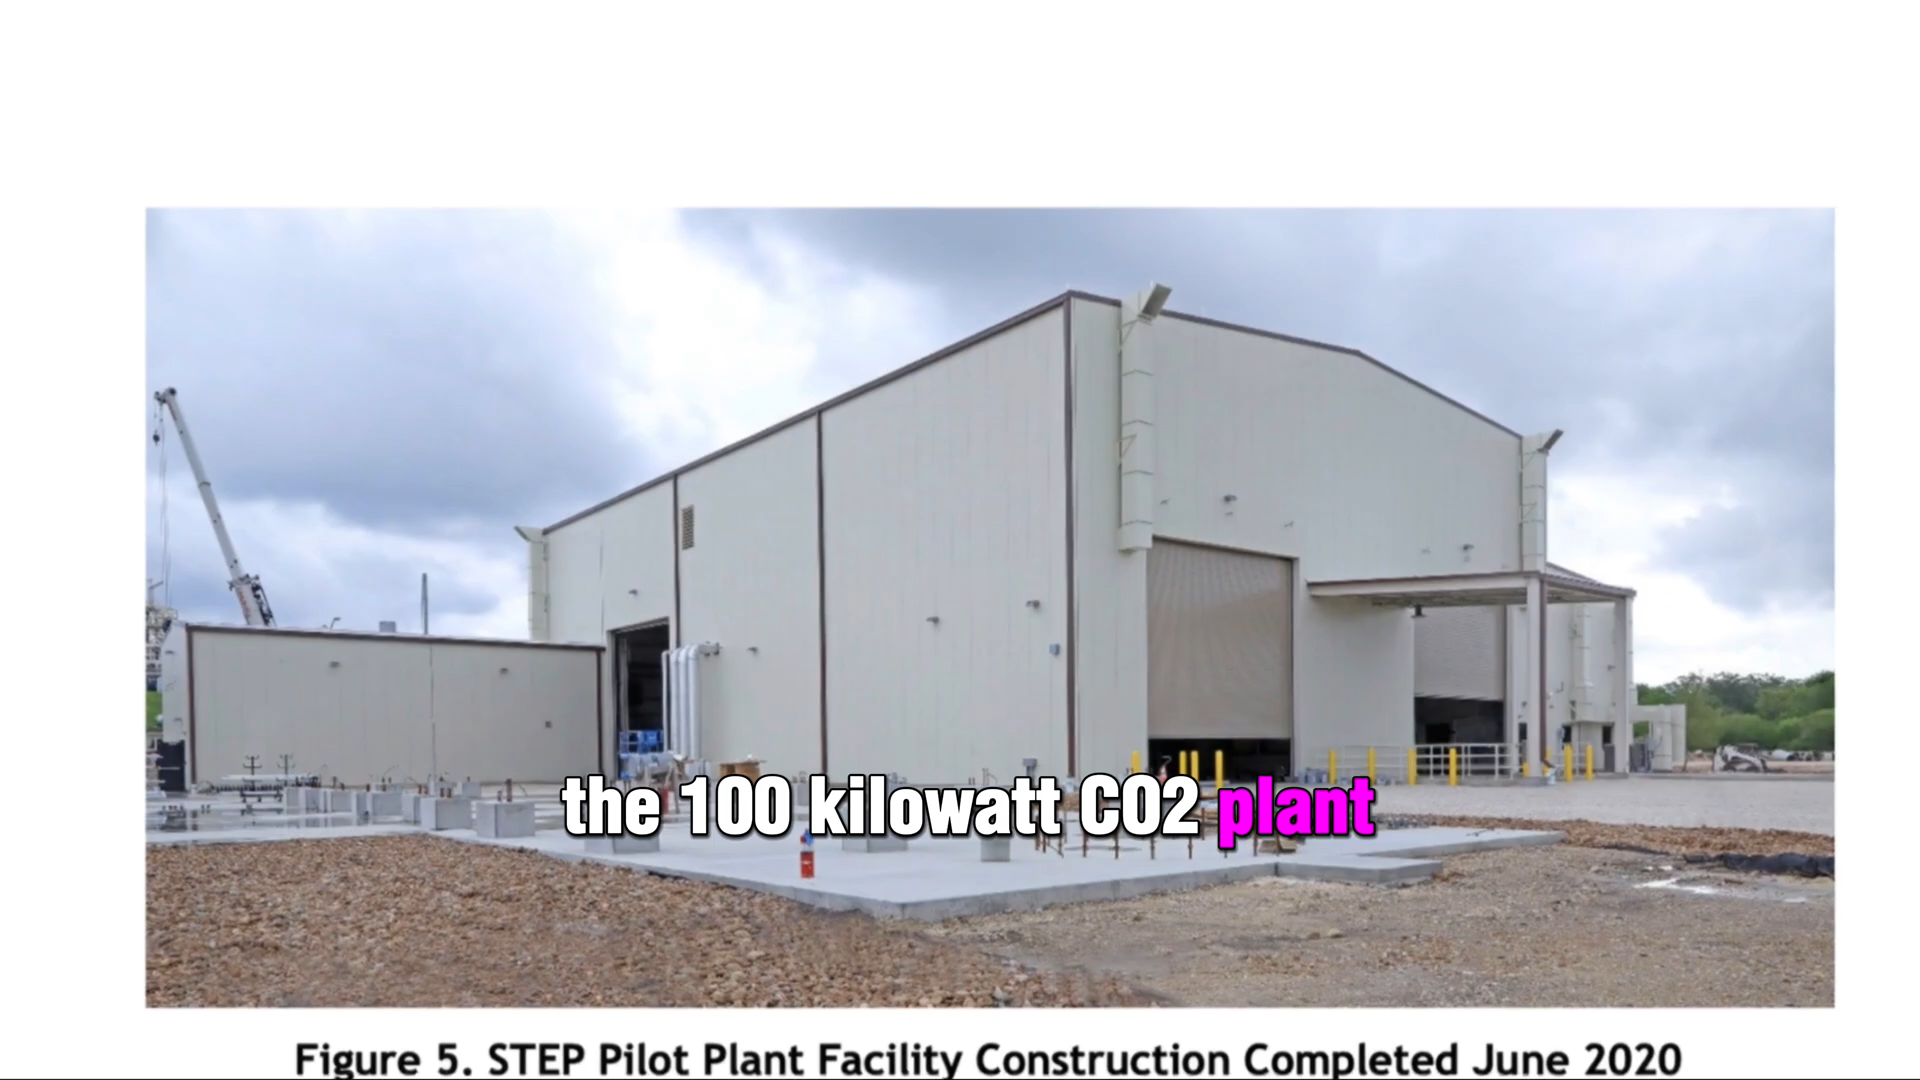 the 100 kilowatt CO2 plant
Figure 5. STEP Pilot Plant Facility Construction Completed June 2020